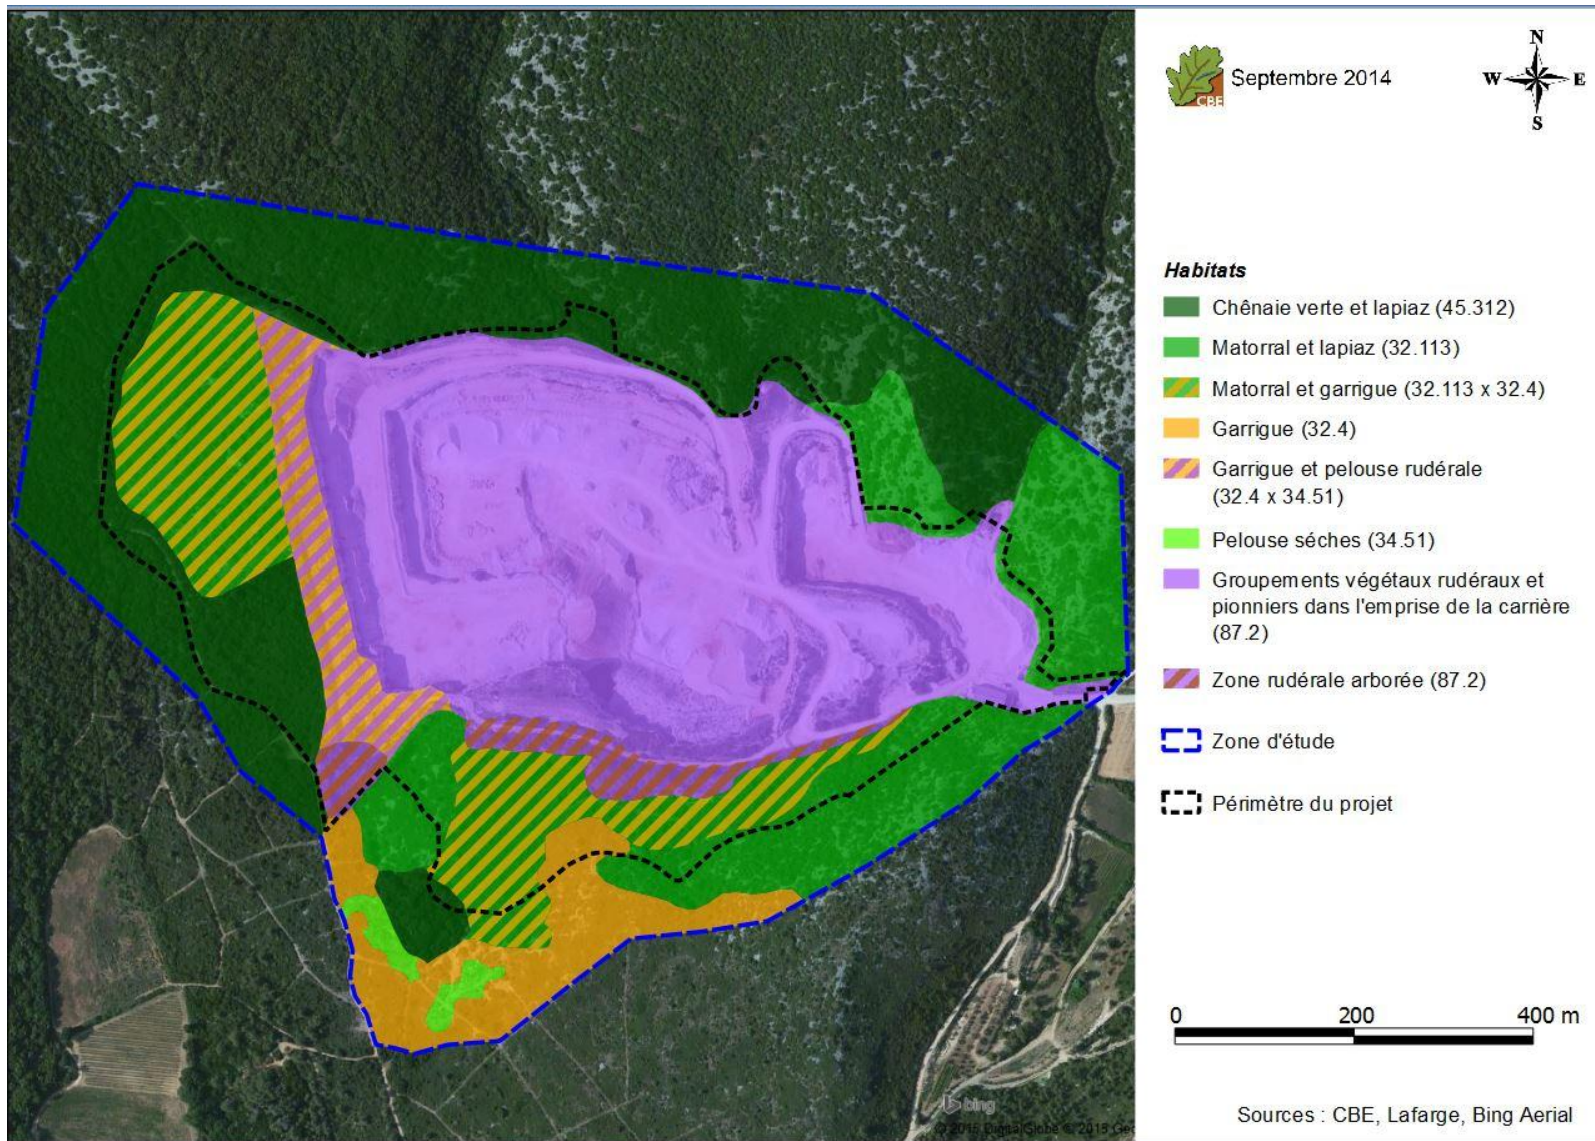 N
W E
S
CBE
Septembre 2014
Habitats
Chênaie verte et lapiaz (45.312)
Matorral et lapiaz (32.113)
Matorral et garrigue (32.113 x 32.4)
Garrigue (32.4)
Garrigue et pelouse rudérale
(32.4 x 34.51)
Pelouse séches (34.51)
Groupements végétaux rudéraux et
pionniers dans l'emprise de la carrière
(87.2)
Zone rudérale arborée (87.2)
Zone d'étude
Périmètre du projet
0 200 400 m
bing
© 2015 DigitalGlobe © 2015
Sources : CBE, Lafarge, Bing Aerial